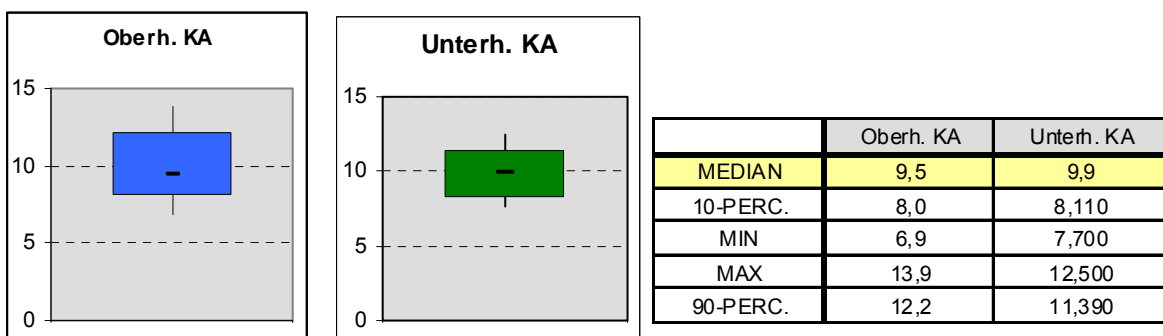 Oberh. KA
15
10
5
0
Unterh. KA
15
10
5
0
Oberh. KA Unterh. KA
MEDIAN 9,5 9,9
10-PERC. 8,0 8,110
MIN 6,9 7,700
MAX 13,9 12,500
90-PERC. 12,2 11,390